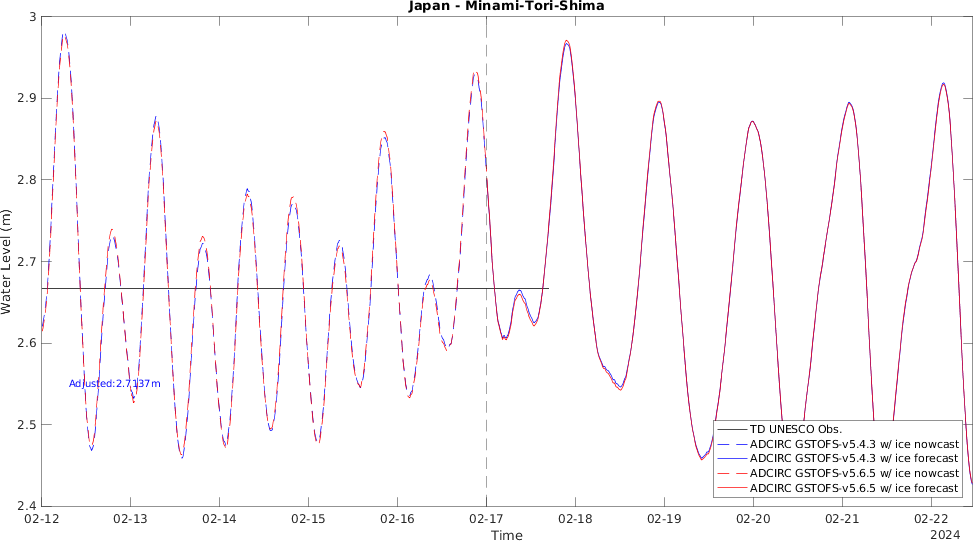 Japan - Minami-Tori-Shima
3
2.9
2.8
2.7
2.6
2.5
2.4
Water Level (m)
Adjusted:2.7137m
TD UNESCO Obs.
ADCIRC GSTOFS-v5.4.3 w/ ice nowcast
ADCIRC GSTOFS-v5.4.3 w/ ice forecast
ADCIRC GSTOFS-v5.6.5 w/ ice nowcast
ADCIRC GSTOFS-v5.6.5 w/ ice forecast
02-12 02-13 02-14 02-15 02-16 02-17 02-18 02-19 02-20 02-21 02-22
Time
2024